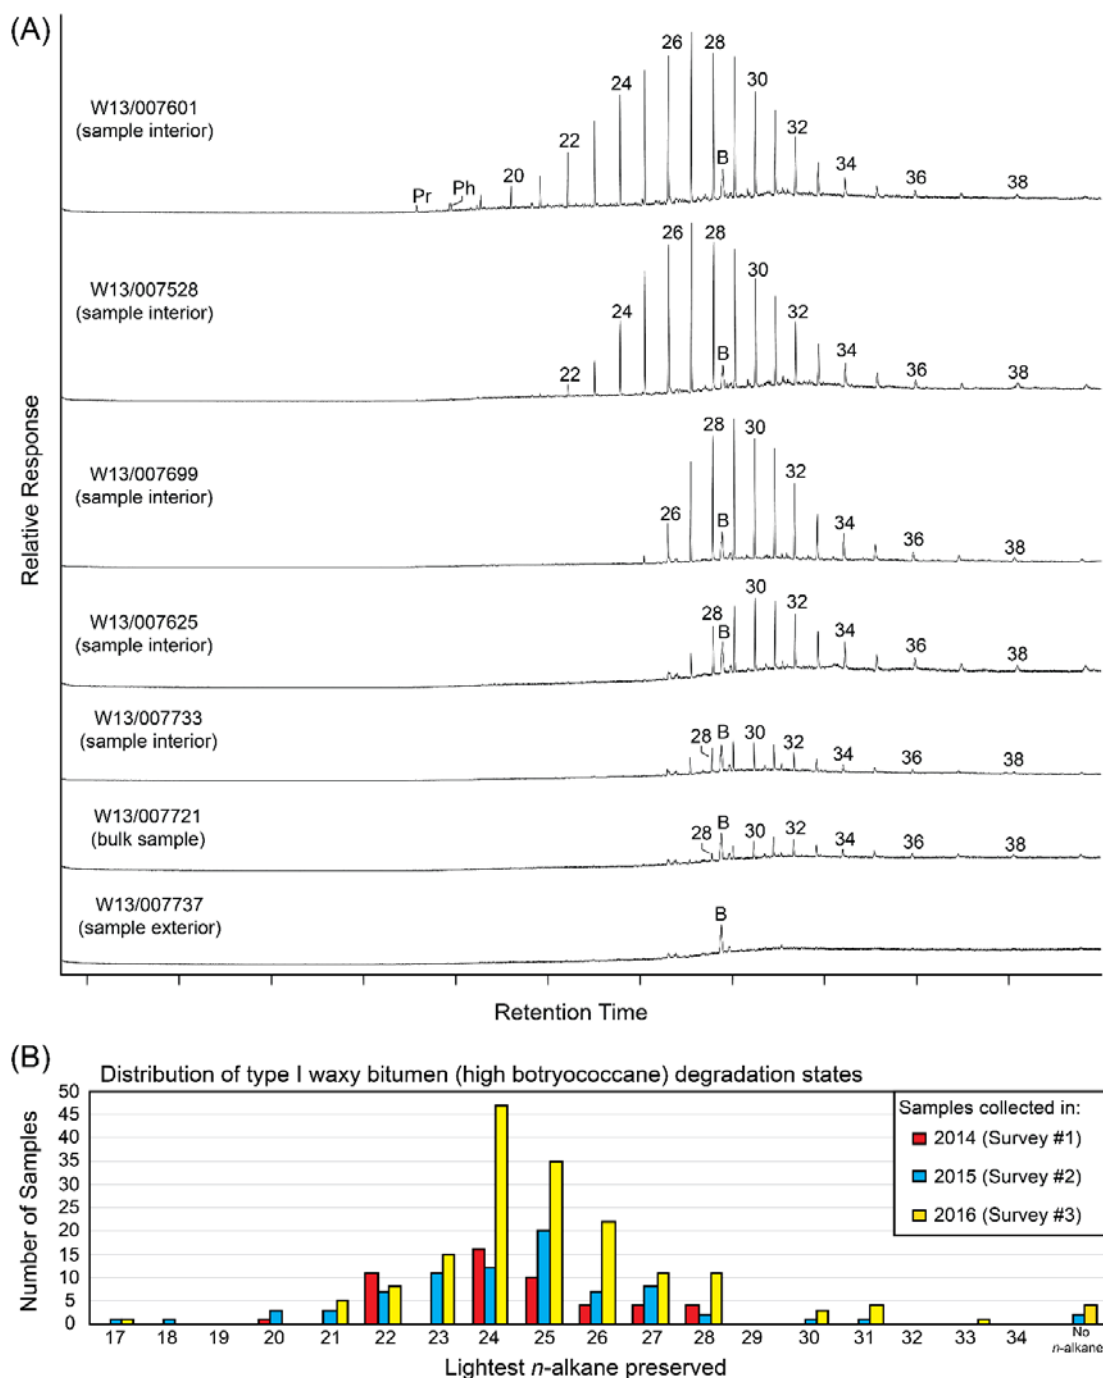 (A)
W13/007601
(sample interior)
Pr
Ph
20
22
24
26
28
B
30
32
34
36
38
W13/007528
(sample interior)
22
24
26
28
B
30
32
34
36
38
W13/007699
(sample interior)
26
28
B
30
32
34
36
38
W13/007625
(sample interior)
28
B
30
32
34
36
38
W13/007733
(sample interior)
28
B
30
32
34
36
38
W13/007721
(bulk sample)
28
B
30
32
34
36
38
W13/007737
(sample exterior)
B
Relative Response
Retention Time
(B)
Distribution of type I waxy bitumen (high botryococcane) degradation states
Number of Samples
50
45
40
35
30
25
20
15
10
5
0
Samples collected in:
2014 (Survey #1)
2015 (Survey #2)
2016 (Survey #3)
17 18 19 20 21 22 23 24 25 26 27 28 29 30 31 32 33 34 No
n-alkane
Lightest n-alkane preserved